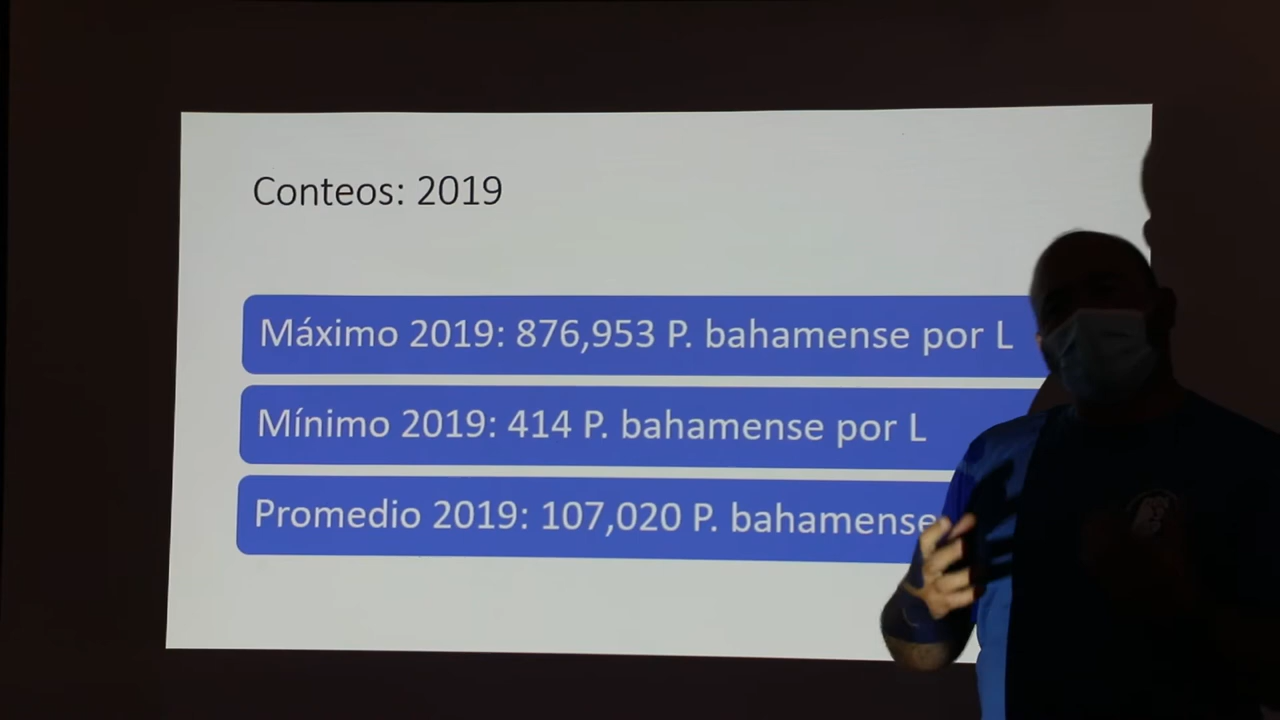 Conteos: 2019
Máximo 2019: 876,953 P. bahamense por L
Mínimo 2019: 414 P. bahamense por L
Promedio 2019: 107,020 P. bahamense